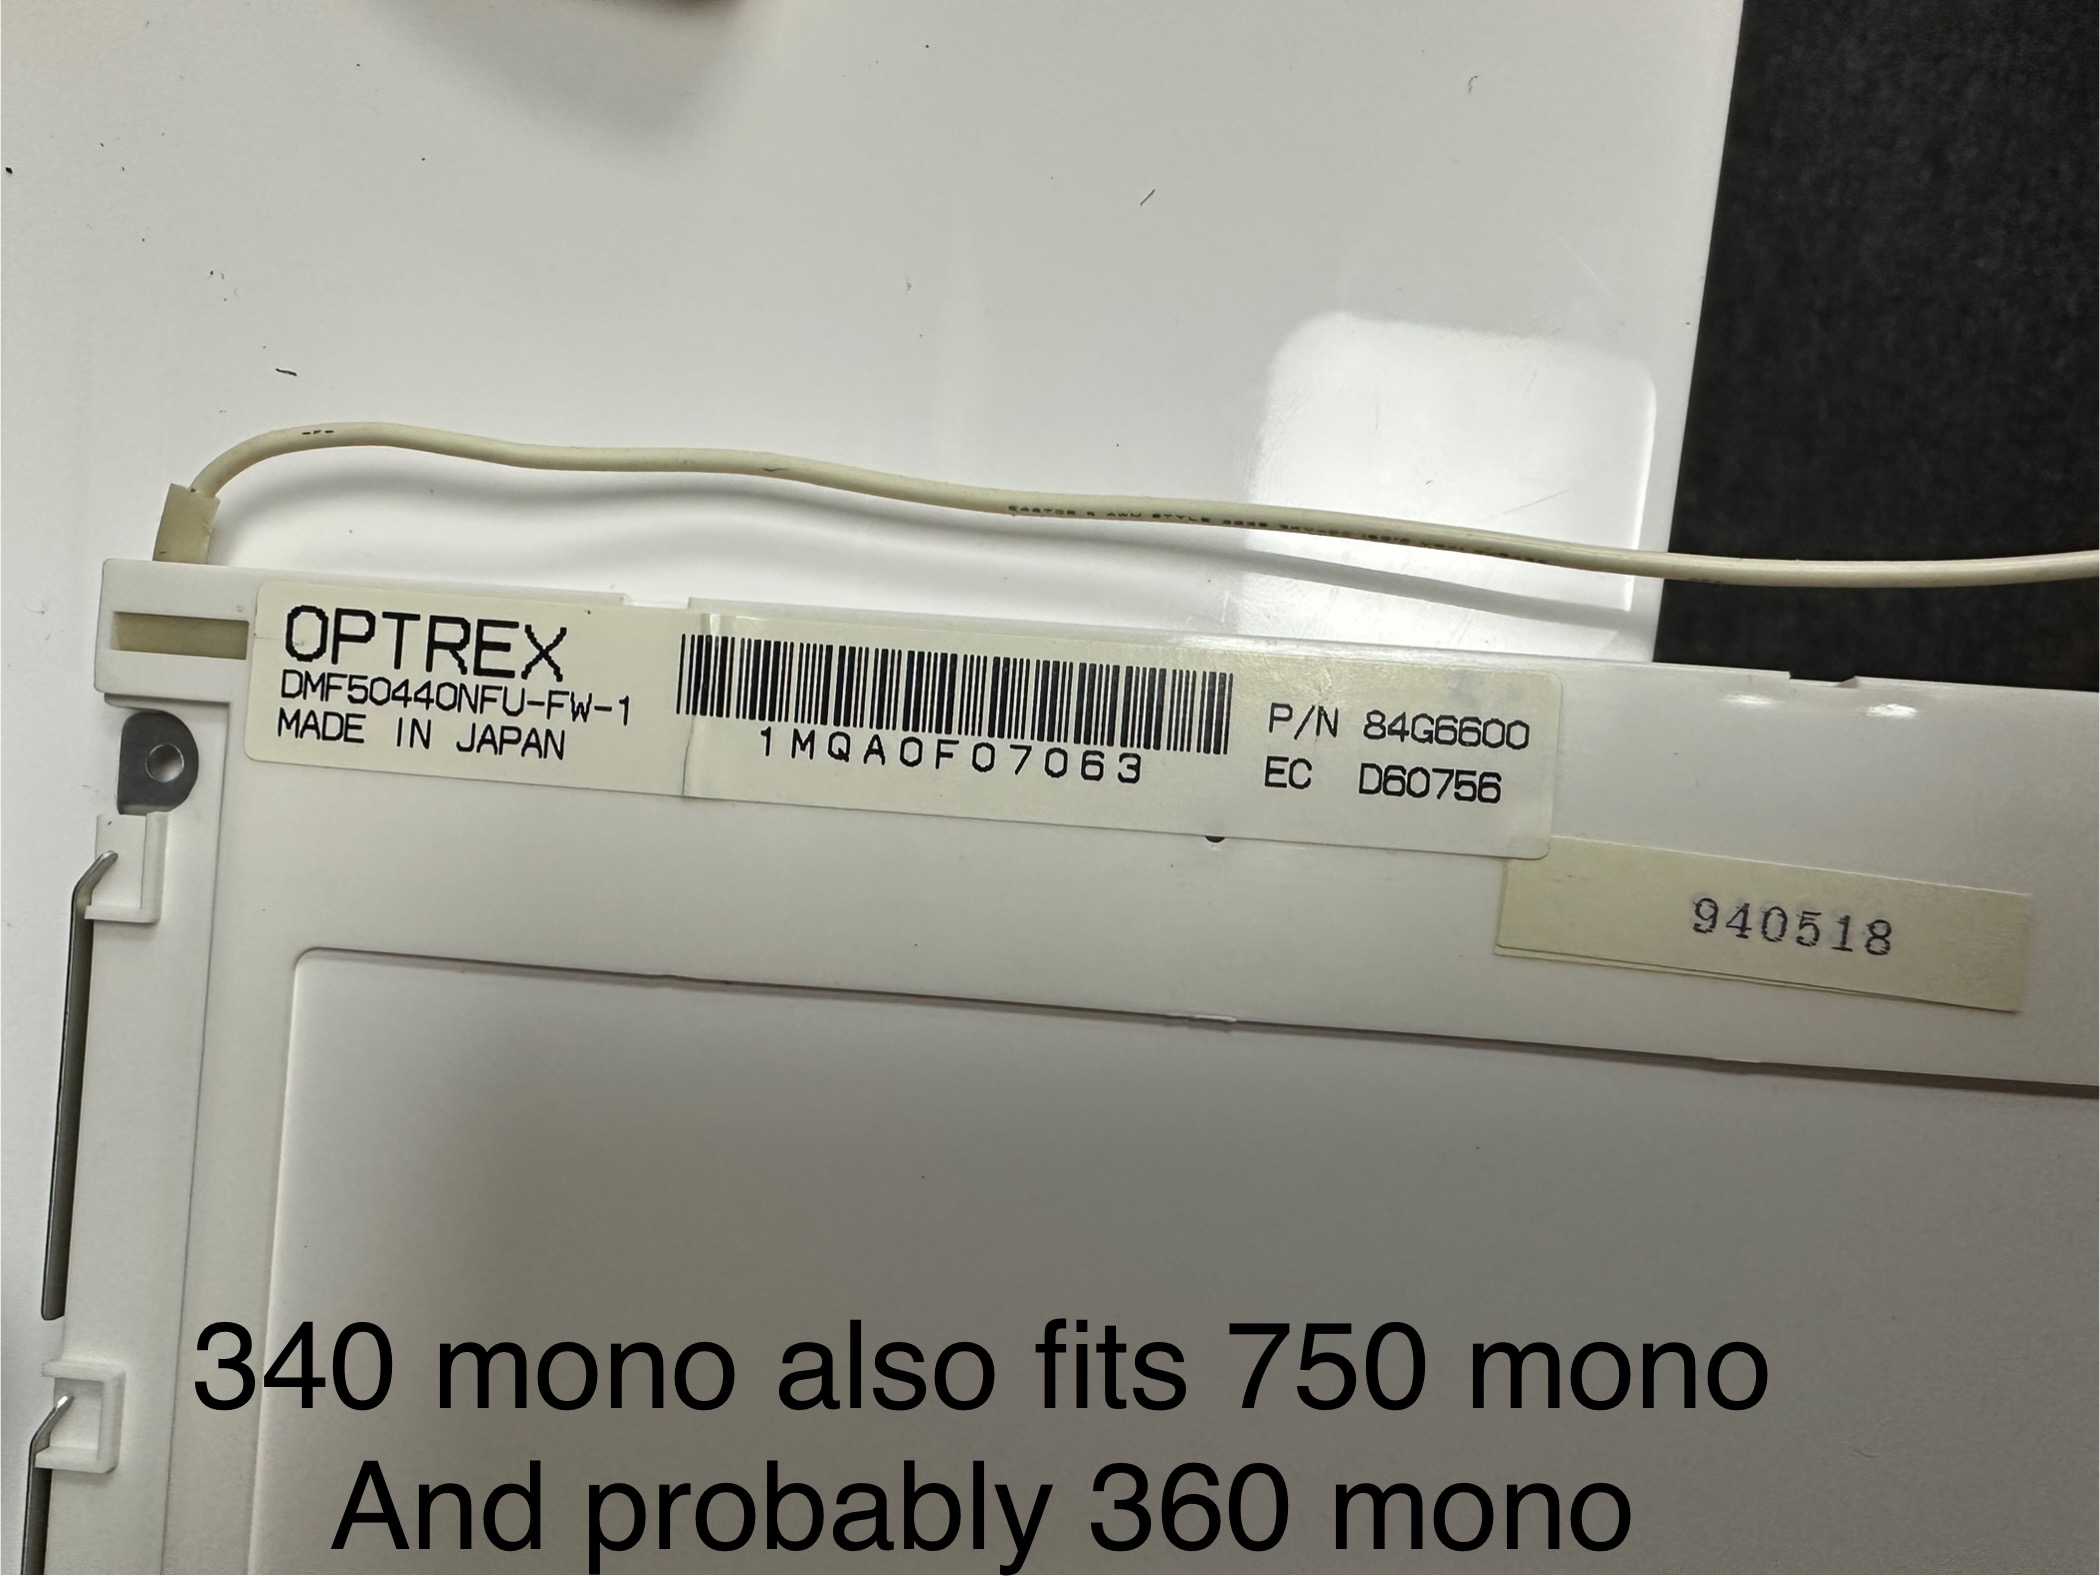 OPTREX
DMF50440NFU-FW-1
MADE IN JAPAN
1MQA0F07063
P/N 84G6600
EC D60756
940518
340 mono also fits 750 mono
And probably 360 mono